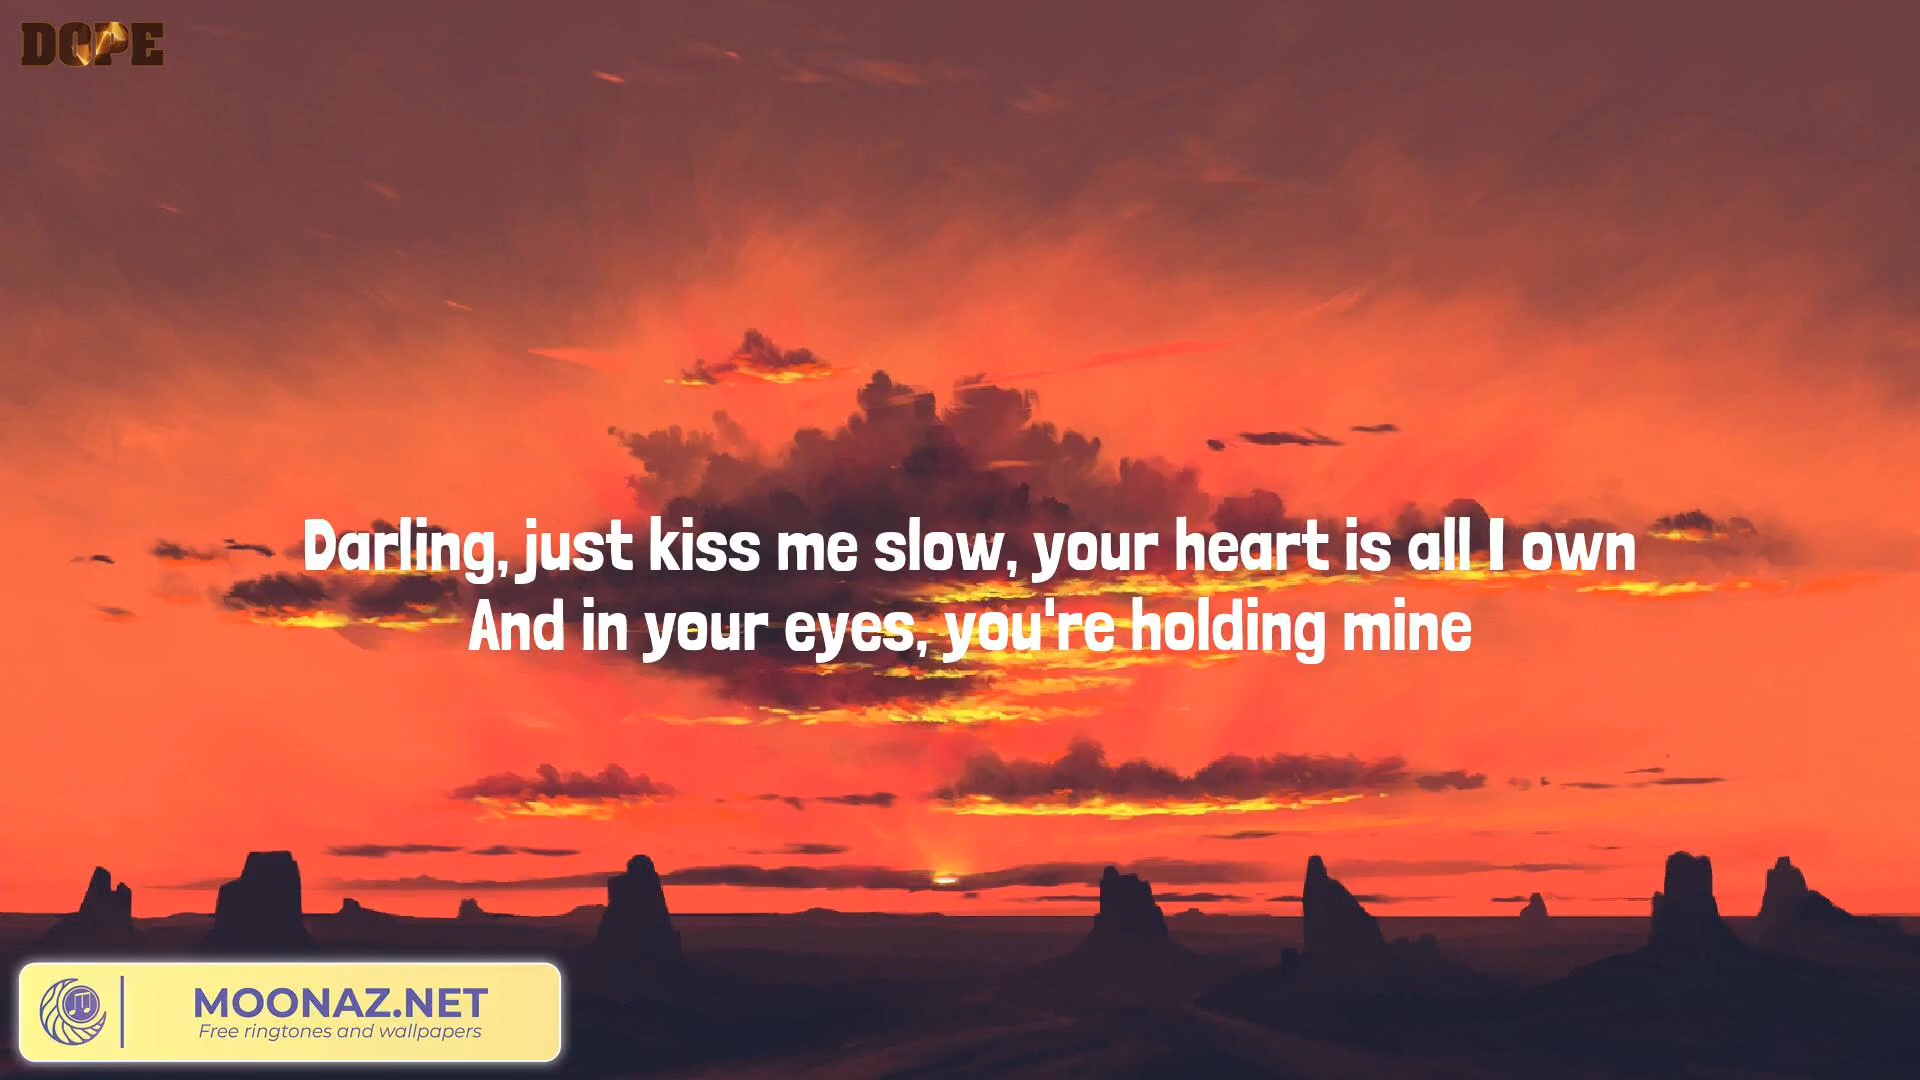 DOPE
Darling, just kiss me slow, your heart is all I own
And in your eyes, you're holding mine
MOONAZ.NET
Free ringtones and wallpapers